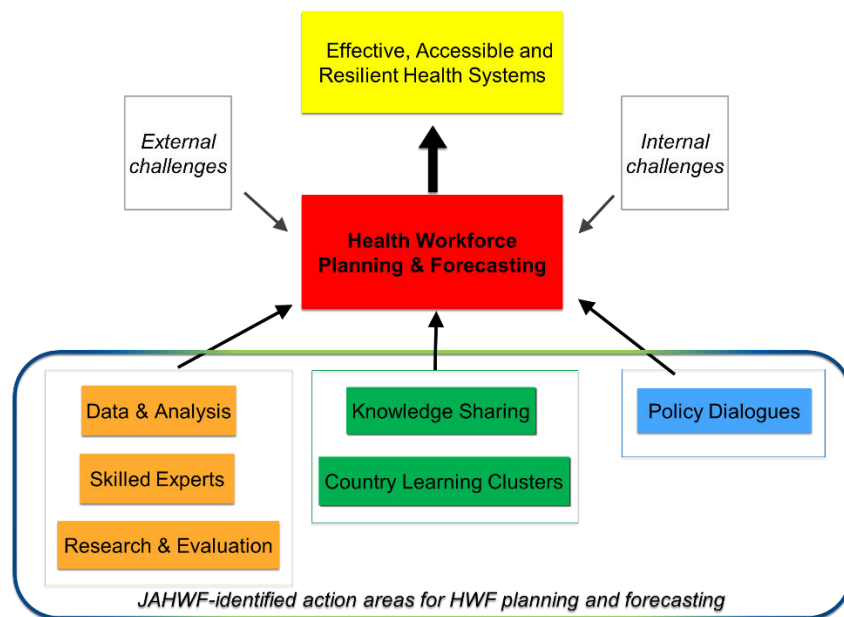 Effective, Accessible and
Resilient Health Systems
External
challenges
Internal
challenges
Health Workforce
Planning & Forecasting
Data & Analysis
Skilled Experts
Research & Evaluation
Knowledge Sharing
Country Learning Clusters
Policy Dialogues
JAHWF-identified action areas for HWF planning and forecasting